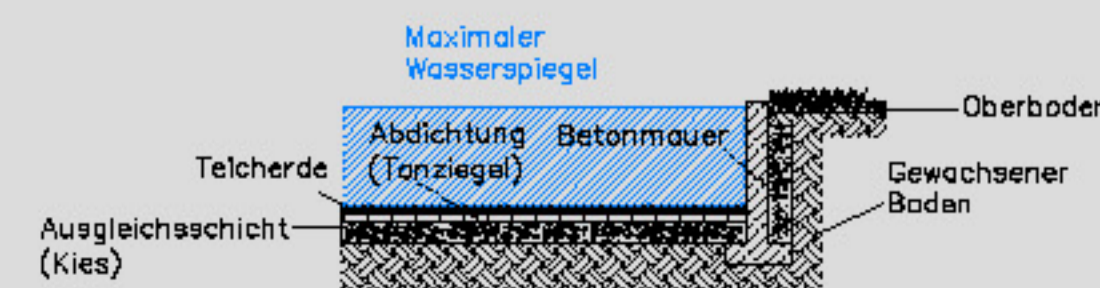 Maximaler
Wasserspiegel
Abdichtung
(Tonziegel)
Betonmauer
Oberboden
Teicherde
Gewachsener
Boden
Ausgleichsschicht
(Kies)